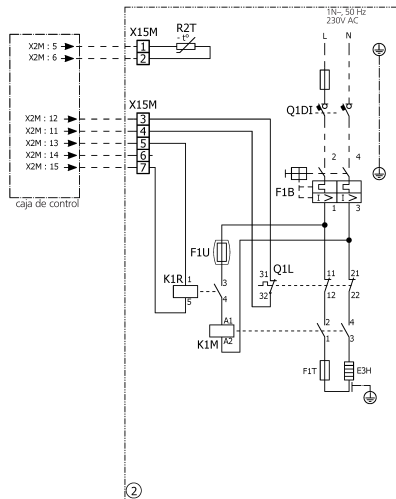 1N~, 50 Hz
230V AC
L N
X15M
R2T
- t°
X2M : 5
1
X2M : 6
2
Q1DI
X15M
X2M : 12
3
X2M : 11
4
X2M : 13
5
X2M : 14
6
X2M : 15
7
caja de control
2 4
F1B
I > I >
1 3
F1U
Q1L
31
32
11
12
21
22
K1R
1
5
3
4
A1
A2
K1M
2
1
4
3
F1T
E3H
2